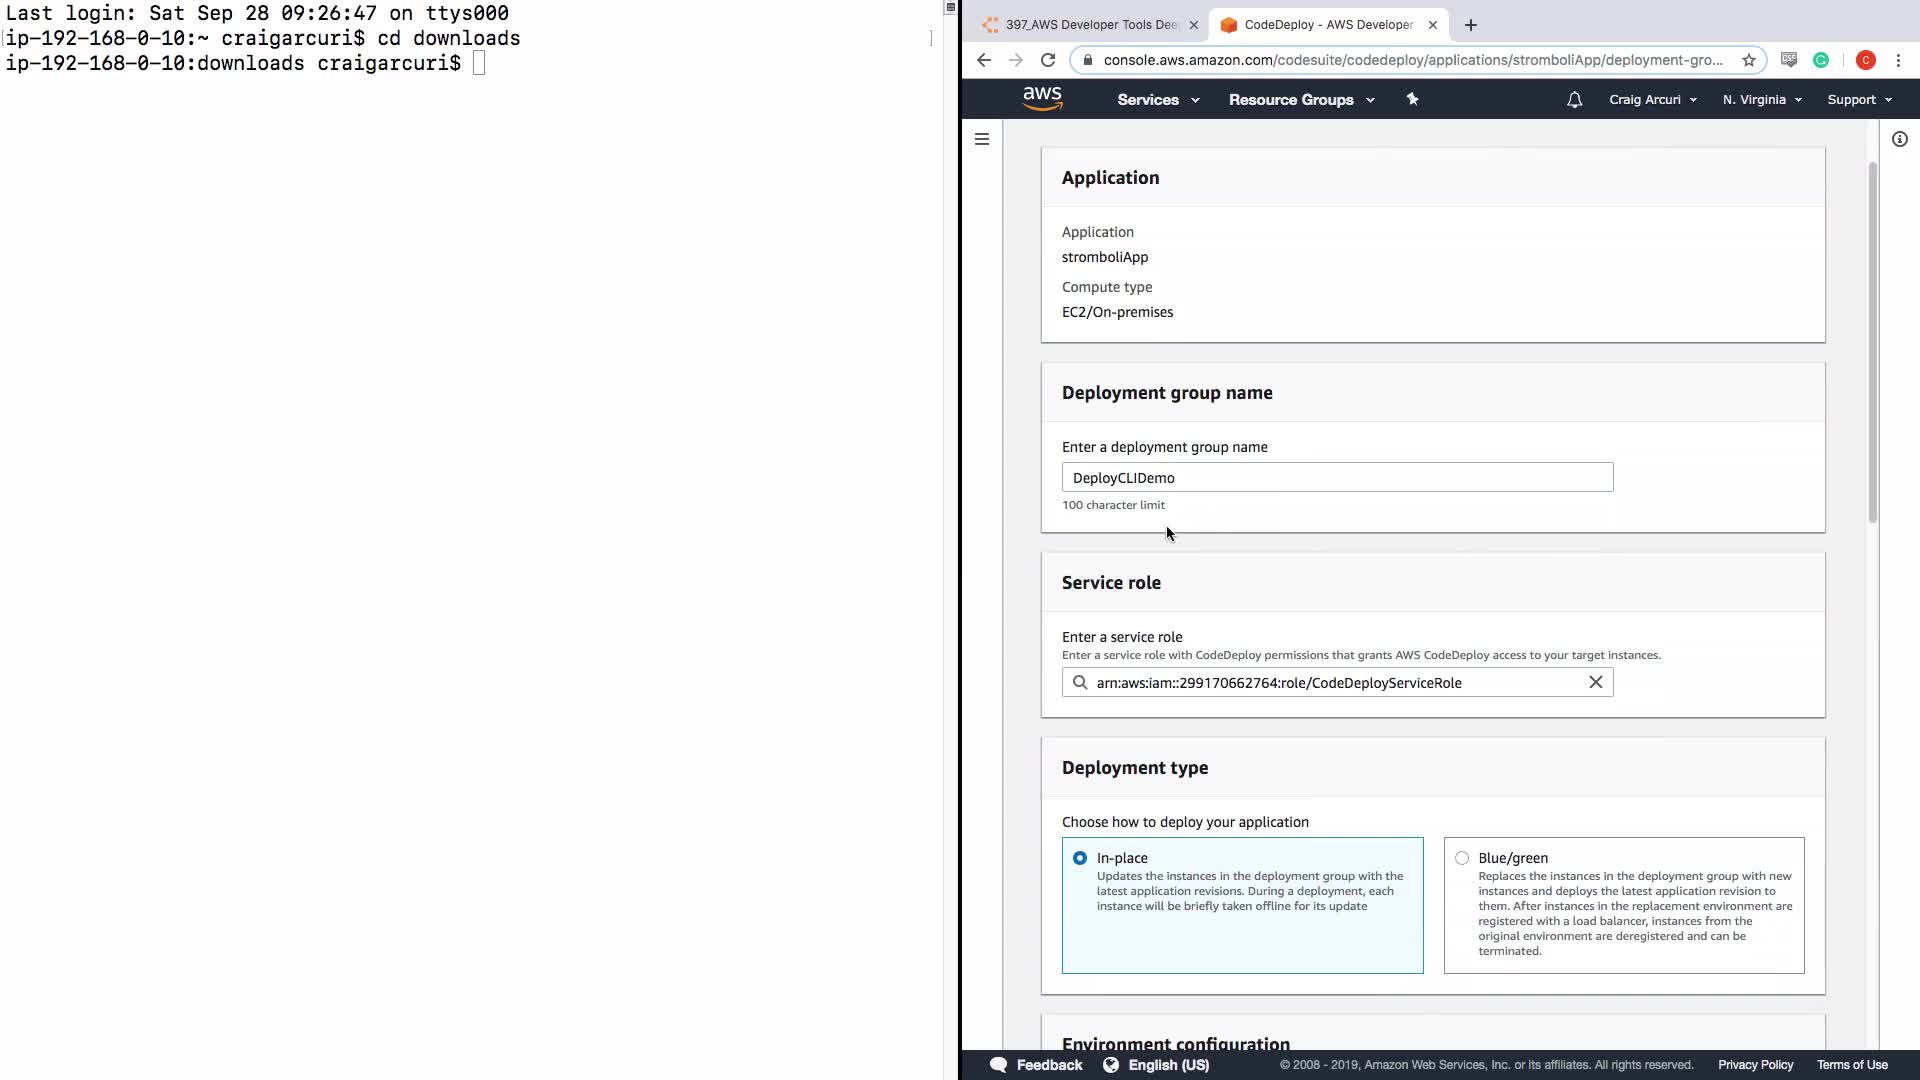 Last login: Sat Sep 28 09:26:47 on ttys000
ip-192-168-0-10:~ craigarcuri$ cd downloads
ip-192-168-0-10:downloads craigarcuri$
397_AWS Developer Tools Dee
CodeDeploy - AWS Developer
console.aws.amazon.com/codesuite/codedeploy/applications/stromboliApp/deployment-gro...
C
aws
Services
Resource Groups
Craig Arcuri
N. Virginia
Support
Application
Application
stromboliApp
Compute type
EC2/On-premises
Deployment group name
Enter a deployment group name
DeployCLIDemo
100 character limit
Service role
Enter a service role
Enter a service role with CodeDeploy permissions that grants AWS CodeDeploy access to your target instances.
arn:aws:iam::299170662764:role/CodeDeployServiceRole
Deployment type
Choose how to deploy your application
In-place
Updates the instances in the deployment group with the
latest application revisions. During a deployment, each
instance will be briefly taken offline for its update
Blue/green
Replaces the instances in the deployment group with new
instances and deploys the latest application revision to
them. After instances in the replacement environment are
registered with a load balancer, instances from the
original environment are deregistered and can be
terminated.
Environment configuration
Feedback
English (US)
© 2008 - 2019, Amazon Web Services, Inc. or its affiliates. All rights reserved.
Privacy Policy
Terms of Use